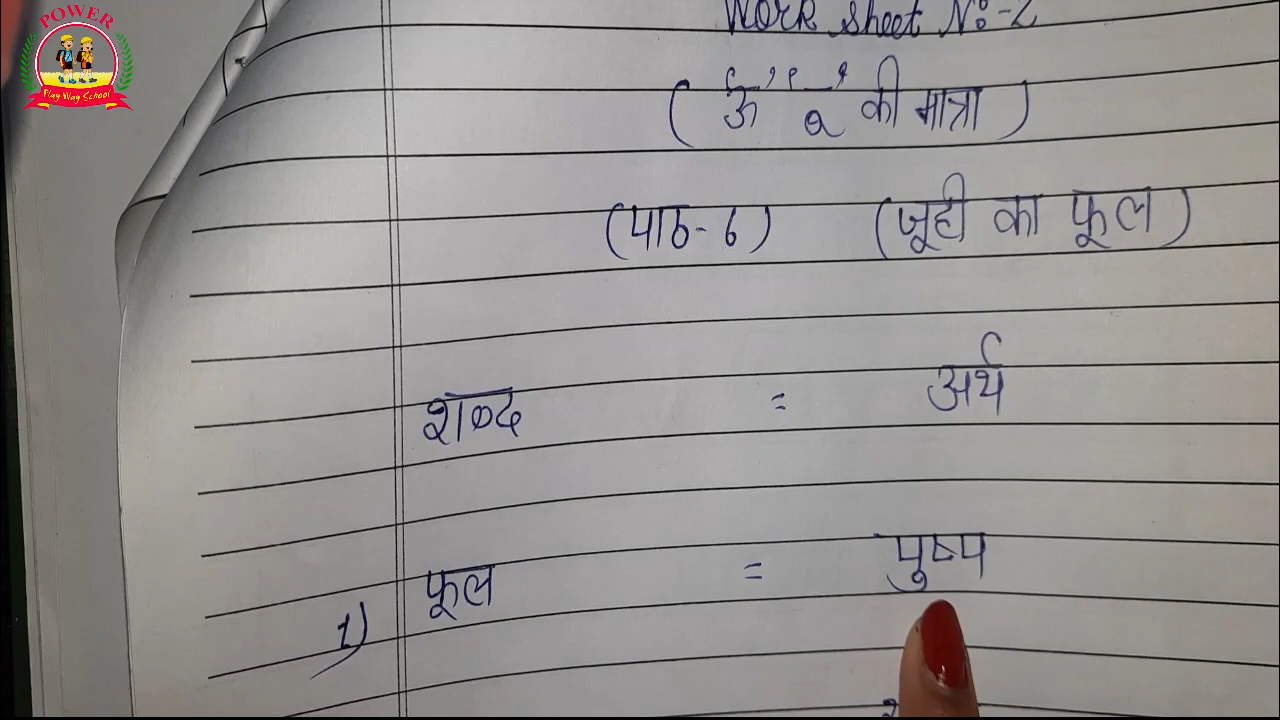 POWER
Play Way School
Work Sheet No -2
( 'ऊ' ' ू ' की मात्रा )
(पाठ- 6) (जूही का फूल)
शब्द = अर्थ
1) फूल = पुष्प